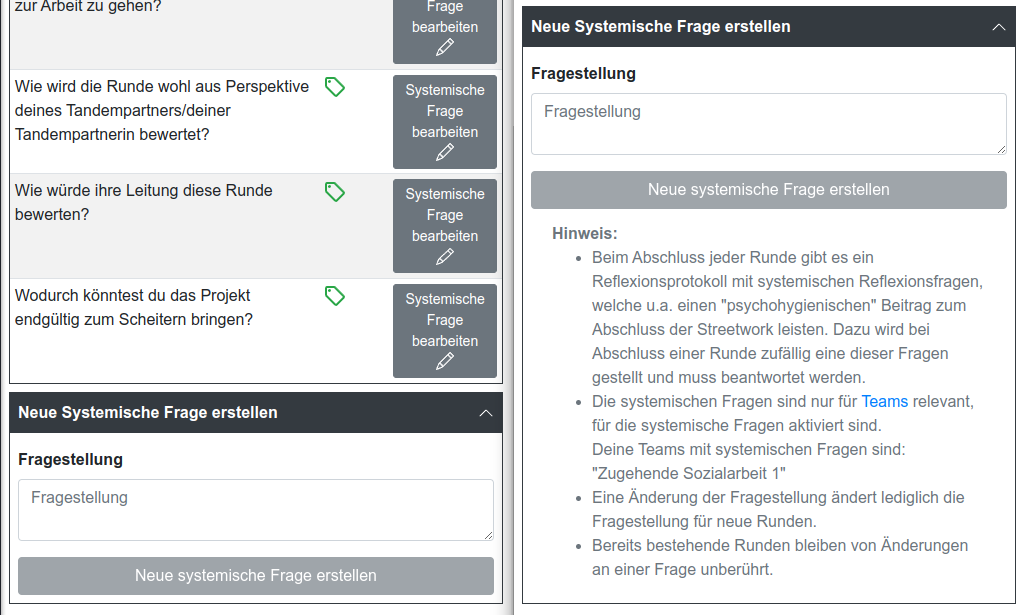 zur Arbeit zu gehen?
Frage
bearbeiten
Wie wird die Runde wohl aus Perspektive
deines Tandempartners/deiner
Tandempartnerin bewertet?
Systemische
Frage
bearbeiten
Wie würde ihre Leitung diese Runde
bewerten?
Systemische
Frage
bearbeiten
Wodurch könntest du das Projekt
endgültig zum Scheitern bringen?
Systemische
Frage
bearbeiten
Neue Systemische Frage erstellen
Fragestellung
Fragestellung
Neue systemische Frage erstellen
Neue Systemische Frage erstellen
Fragestellung
Fragestellung
Neue systemische Frage erstellen
Hinweis:
• Beim Abschluss jeder Runde gibt es ein
Reflexionsprotokoll mit systemischen Reflexionsfragen,
welche u.a. einen "psychohygienischen" Beitrag zum
Abschluss der Streetwork leisten. Dazu wird bei
Abschluss einer Runde zufällig eine dieser Fragen
gestellt und muss beantwortet werden.
• Die systemischen Fragen sind nur für Teams relevant,
für die systemische Fragen aktiviert sind.
Deine Teams mit systemischen Fragen sind:
"Zugehende Sozialarbeit 1"
• Eine Änderung der Fragestellung ändert lediglich die
Fragestellung für neue Runden.
• Bereits bestehende Runden bleiben von Änderungen
an einer Frage unberührt.